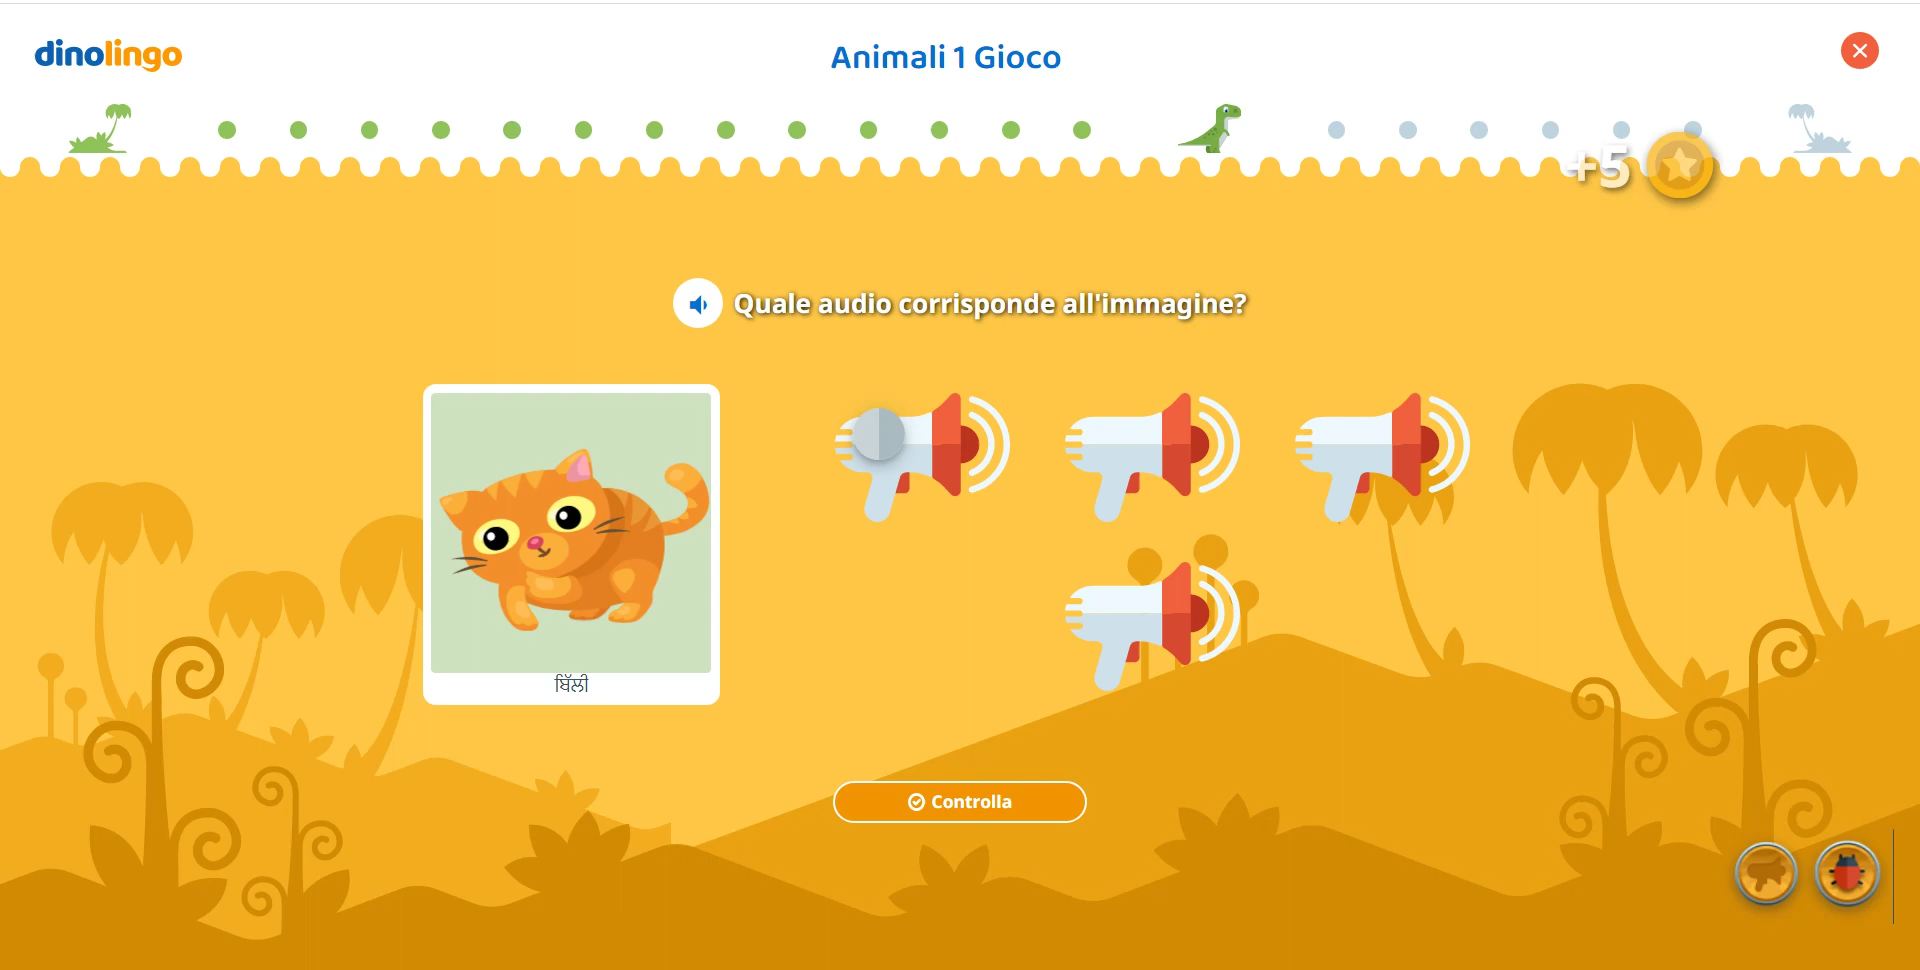 dinolingo
Animali 1 Gioco
+5
Quale audio corrisponde all'immagine?
ਬਿੱਲੀ
Controlla